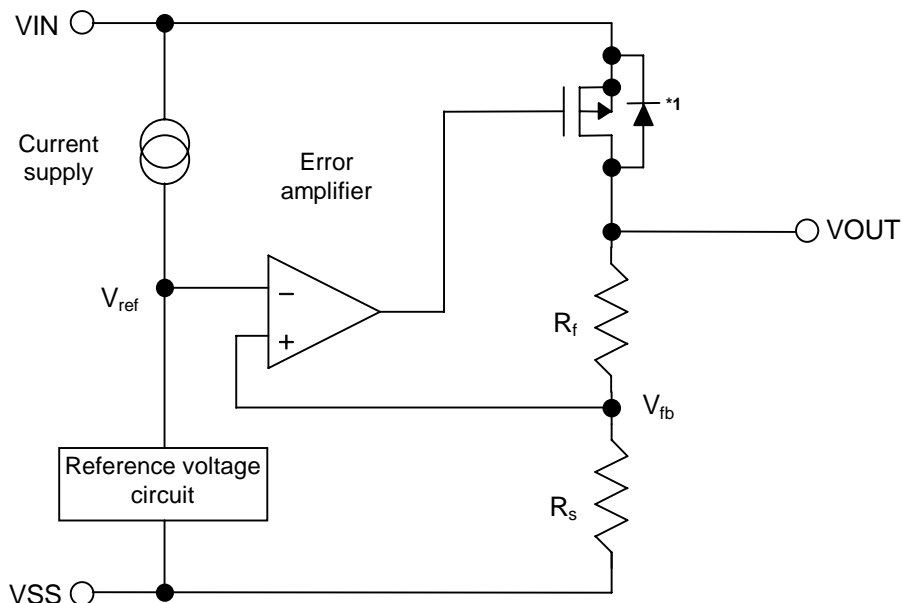 VIN
*1
Current
supply
Error
amplifier
VOUT
Vref
−
+
Rf
Vfb
Reference voltage
circuit
Rs
VSS